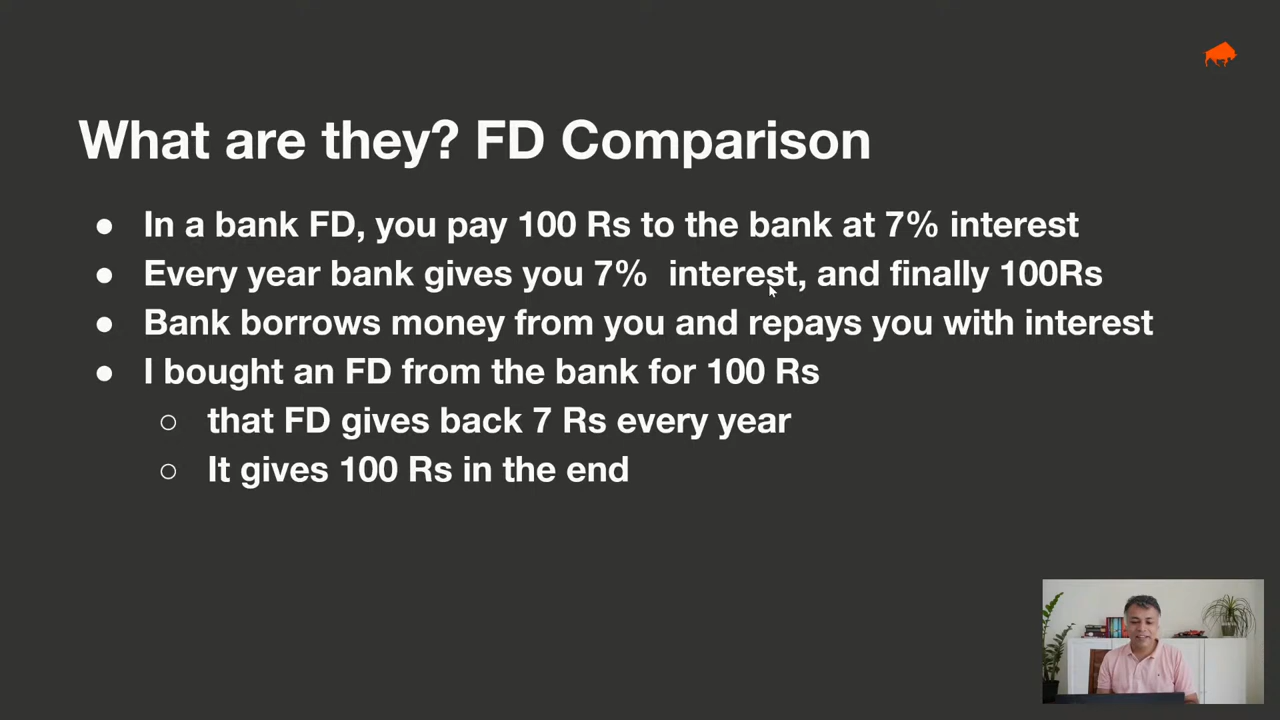 What are they? FD Comparison
● In a bank FD, you pay 100 Rs to the bank at 7% interest
● Every year bank gives you 7%  interest, and finally 100Rs
● Bank borrows money from you and repays you with interest
● I bought an FD from the bank for 100 Rs
○ that FD gives back 7 Rs every year
○ It gives 100 Rs in the end